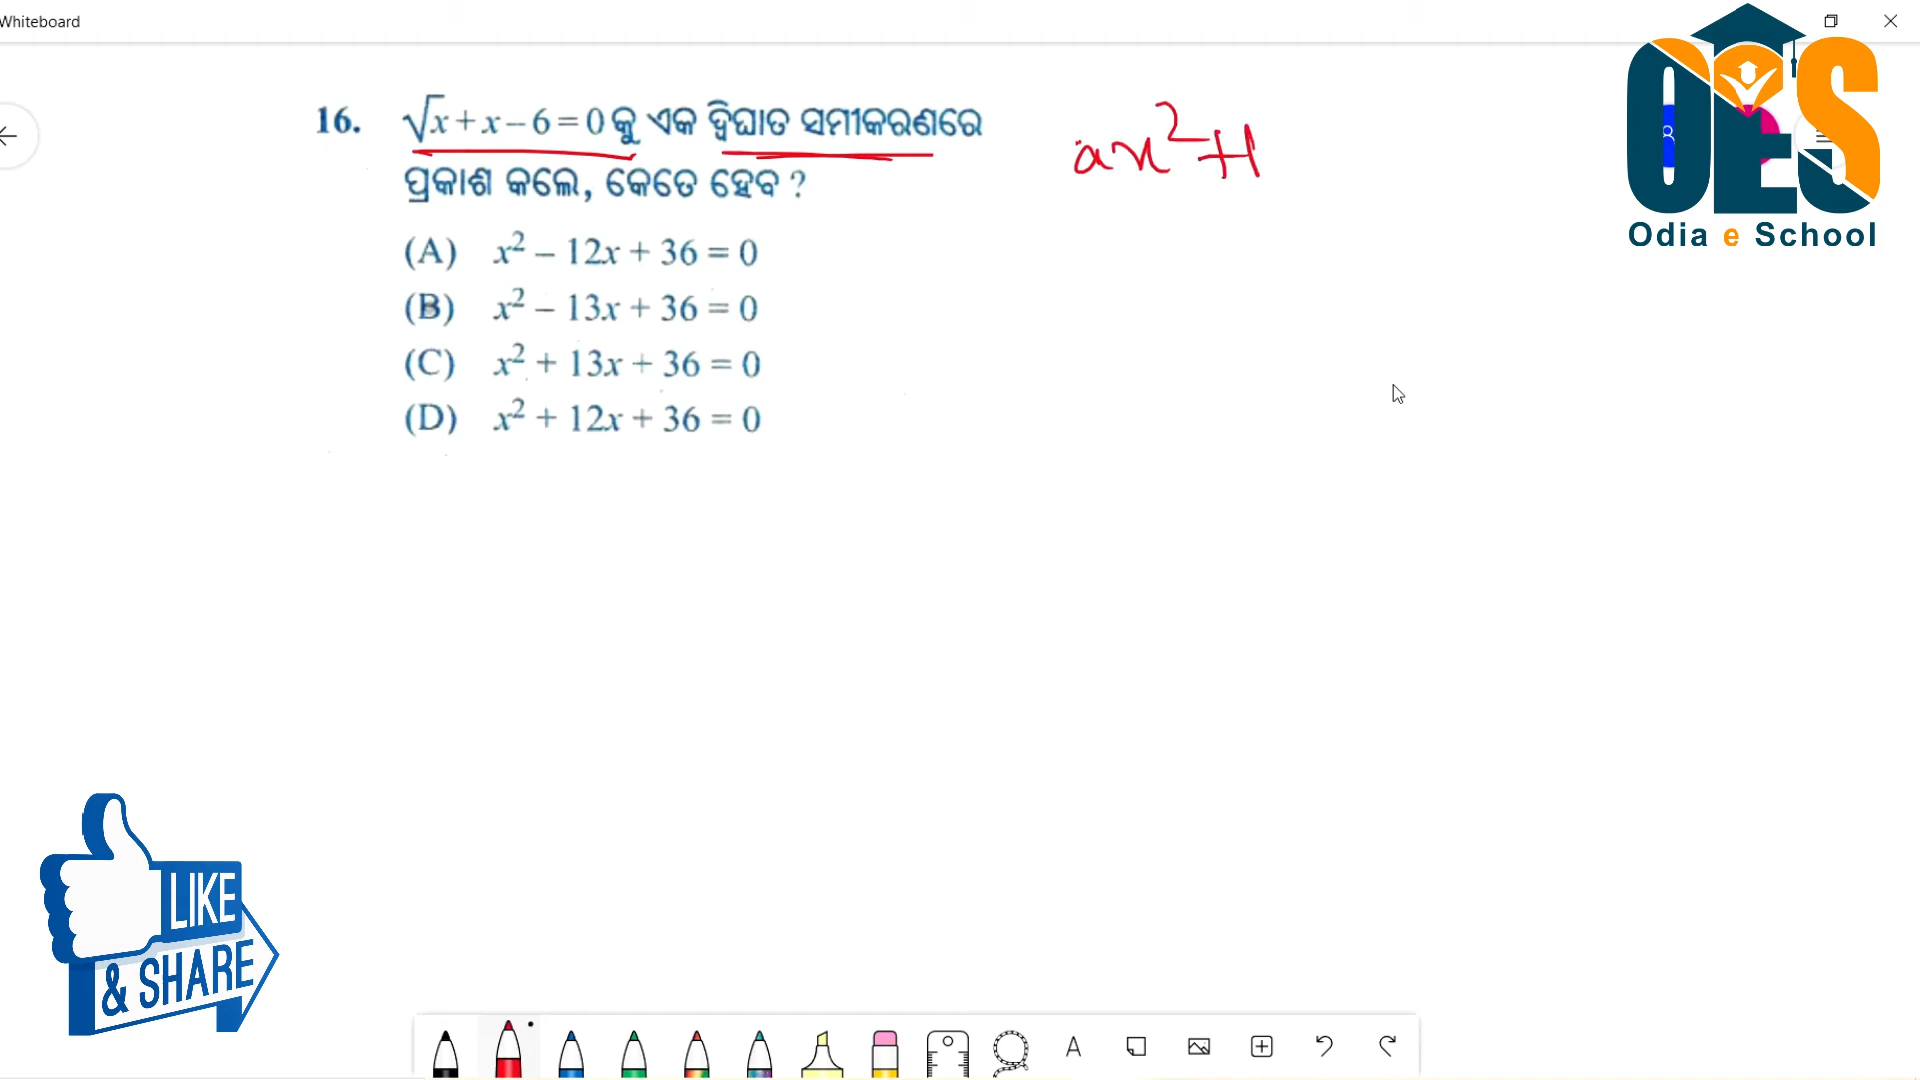 Whiteboard
16. √x + x – 6 = 0 କୁ ଏକ ଦ୍ଵିଘାତ ସମୀକରଣରେ
ପ୍ରକାଶ କଲେ, କେତେ ହେବ ?
(A) x² – 12x + 36 = 0
(B) x² – 13x + 36 = 0
(C) x² + 13x + 36 = 0
(D) x² + 12x + 36 = 0
ax² +
OES
Odia e School
LIKE
& SHARE
A